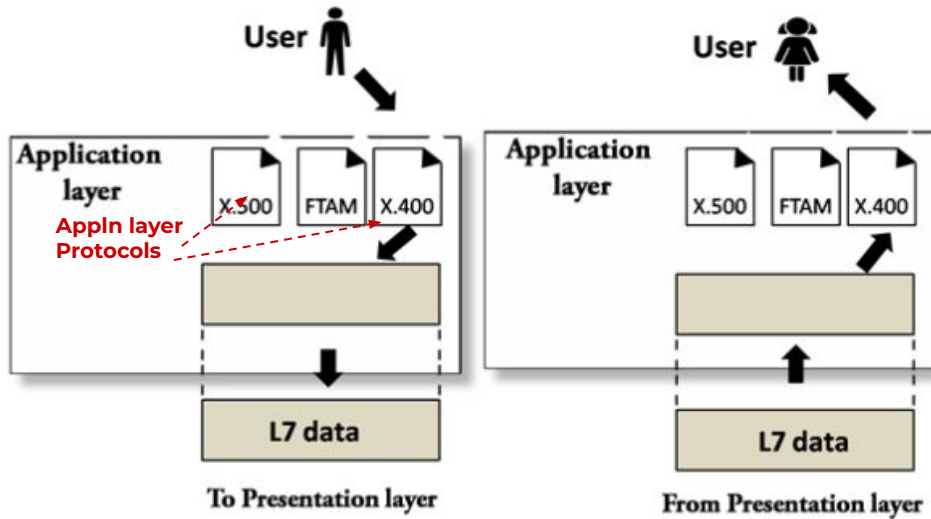 User
Application
layer
X.500 FTAM X.400
Appln layer
Protocols
L7 data
To Presentation layer
User
Application
layer
X.500 FTAM X.400
L7 data
From Presentation layer